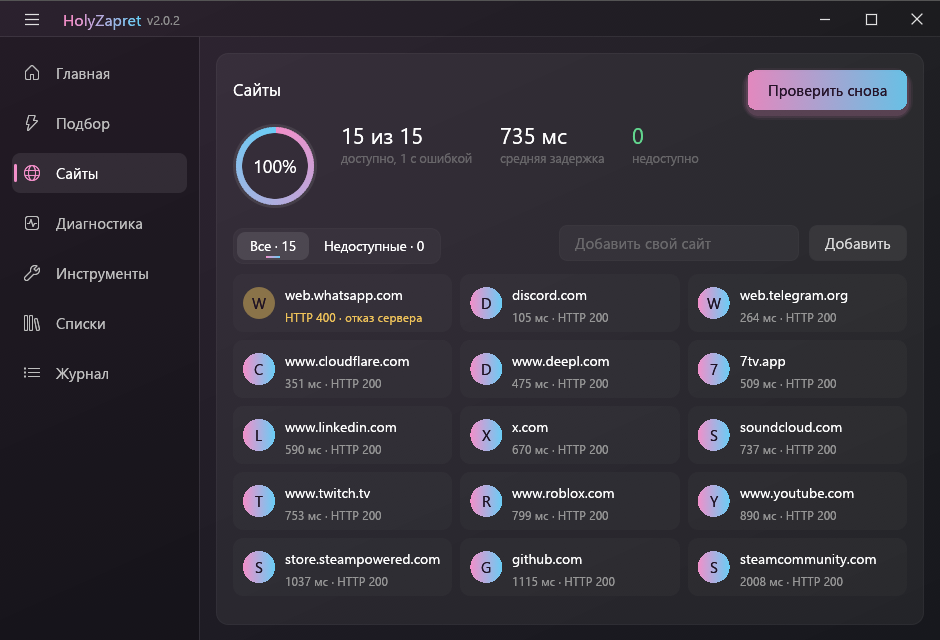 HolyZapret v2.0.2
Главная
Подбор
Сайты
Диагностика
Инструменты
Списки
Журнал
Сайты
Проверить снова
100%
15 из 15
доступно, 1 с ошибкой
735 мс
средняя задержка
0
недоступно
Все · 15
Недоступные · 0
Добавить свой сайт
Добавить
W
web.whatsapp.com
HTTP 400 · отказ сервера
D
discord.com
105 мс · HTTP 200
W
web.telegram.org
264 мс · HTTP 200
C
www.cloudflare.com
351 мс · HTTP 200
D
www.deepl.com
475 мс · HTTP 200
7
7tv.app
509 мс · HTTP 200
L
www.linkedin.com
590 мс · HTTP 200
X
x.com
670 мс · HTTP 200
S
soundcloud.com
737 мс · HTTP 200
T
www.twitch.tv
753 мс · HTTP 200
R
www.roblox.com
799 мс · HTTP 200
Y
www.youtube.com
890 мс · HTTP 200
S
store.steampowered.com
1037 мс · HTTP 200
G
github.com
1115 мс · HTTP 200
S
steamcommunity.com
2008 мс · HTTP 200